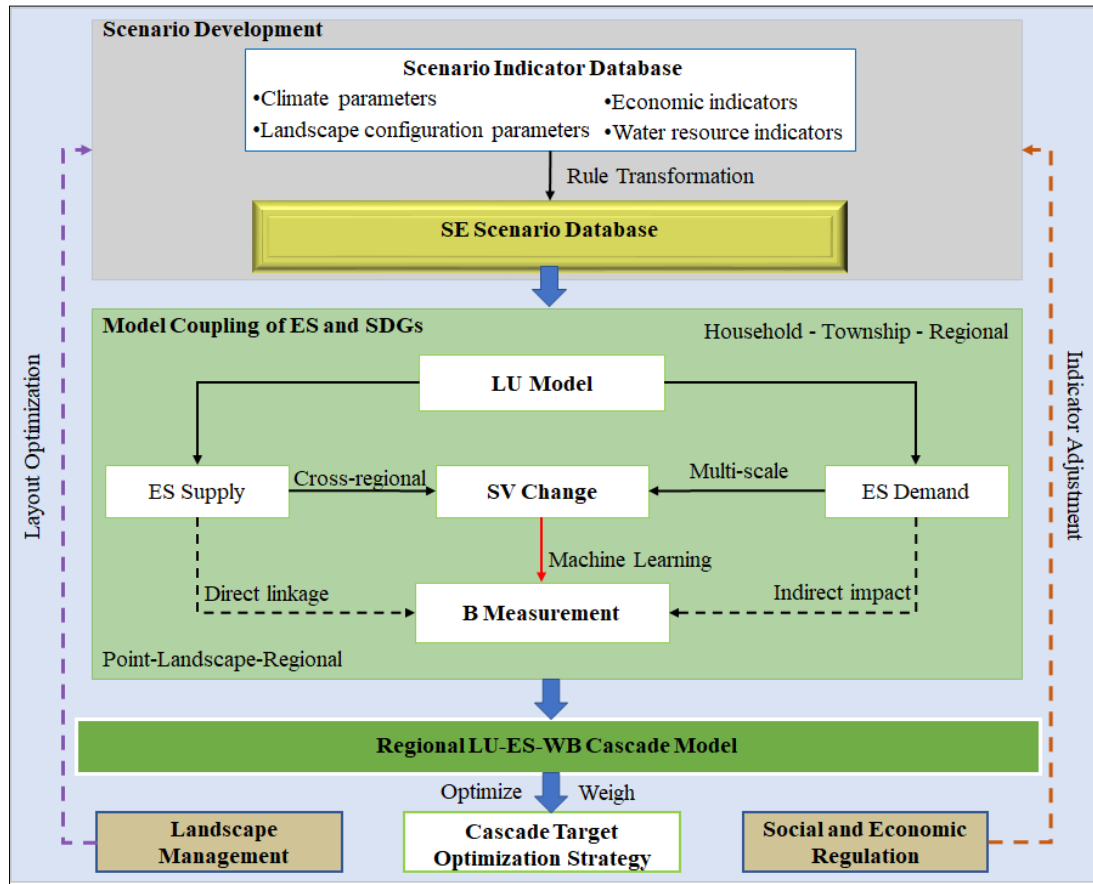 Scenario Development
Scenario Indicator Database
•Climate parameters
•Economic indicators
•Landscape configuration parameters
•Water resource indicators
Rule Transformation
SE Scenario Database
Model Coupling of ES and SDGs
Household - Township - Regional
LU Model
ES Supply
Cross-regional
SV Change
Multi-scale
ES Demand
Machine Learning
Direct linkage
B Measurement
Indirect impact
Point-Landscape-Regional
Layout Optimization
Indicator Adjustment
Regional LU-ES-WB Cascade Model
Optimize
Weigh
Landscape
Management
Cascade Target
Optimization Strategy
Social and Economic
Regulation